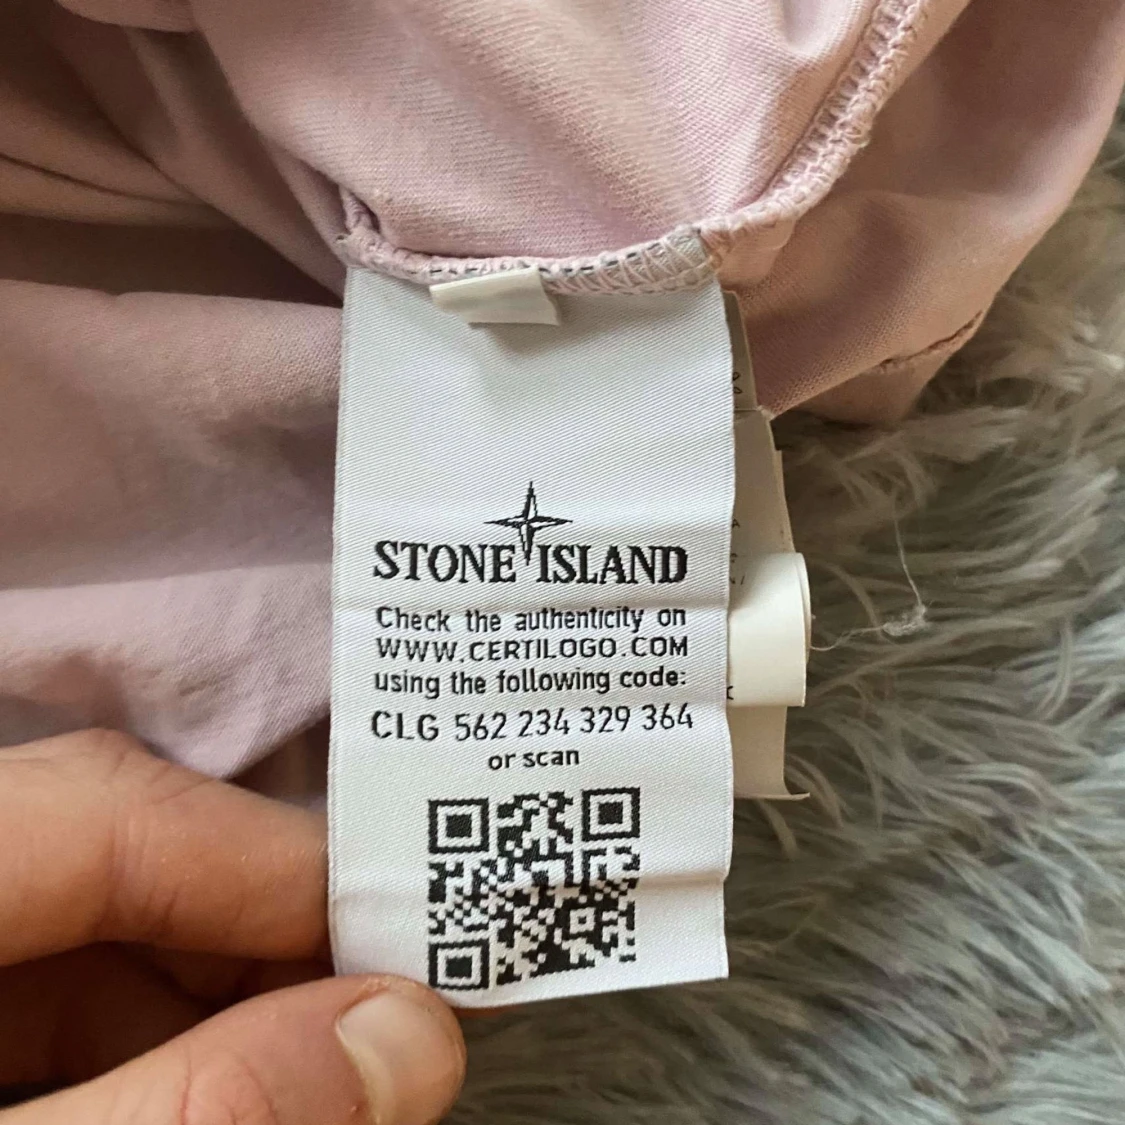 STONE ISLAND
Check the authenticity on
WWW.CERTILOGO.COM
using the following code:
CLG 562 234 329 364
or scan